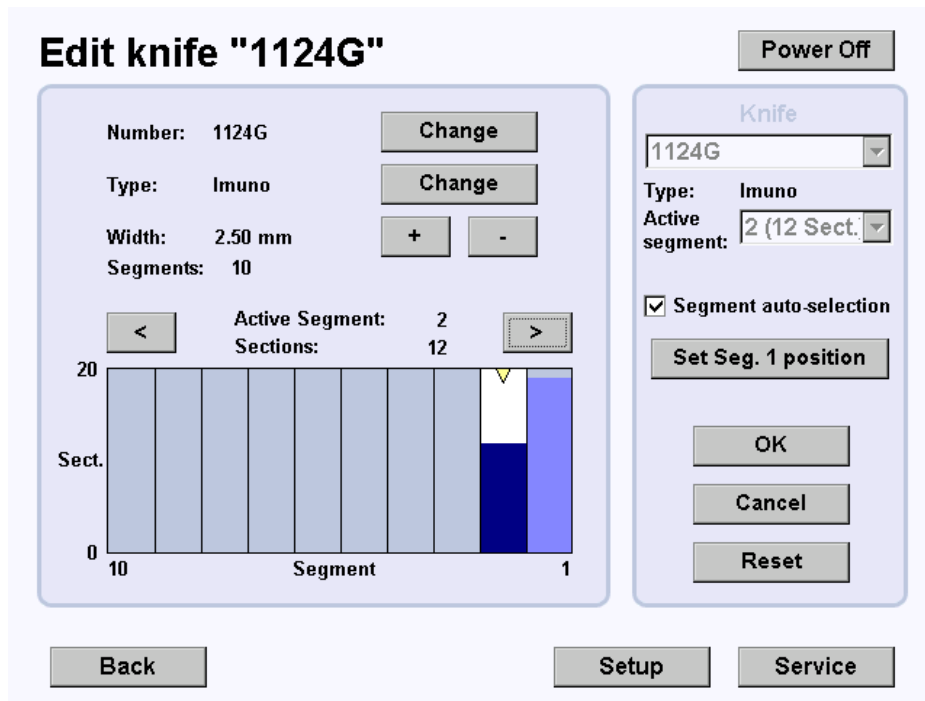 Edit knife "1124G"
Power Off
Number: 1124G
Change
Type: Imuno
Change
Width: 2.50 mm
+
-
Segments: 10
<
Active Segment: 2
Sections: 12
>
20
Sect.
0
10
Segment
1
Knife
1124G
Type: Imuno
Active
segment:
2 (12 Sect.)
Segment auto-selection
Set Seg. 1 position
OK
Cancel
Reset
Back
Setup
Service